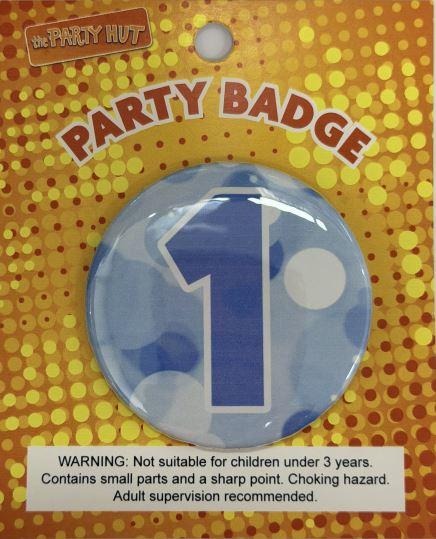 the PARTY HUT
PARTY BADGE
1
WARNING: Not suitable for children under 3 years.
Contains small parts and a sharp point. Choking hazard.
Adult supervision recommended.